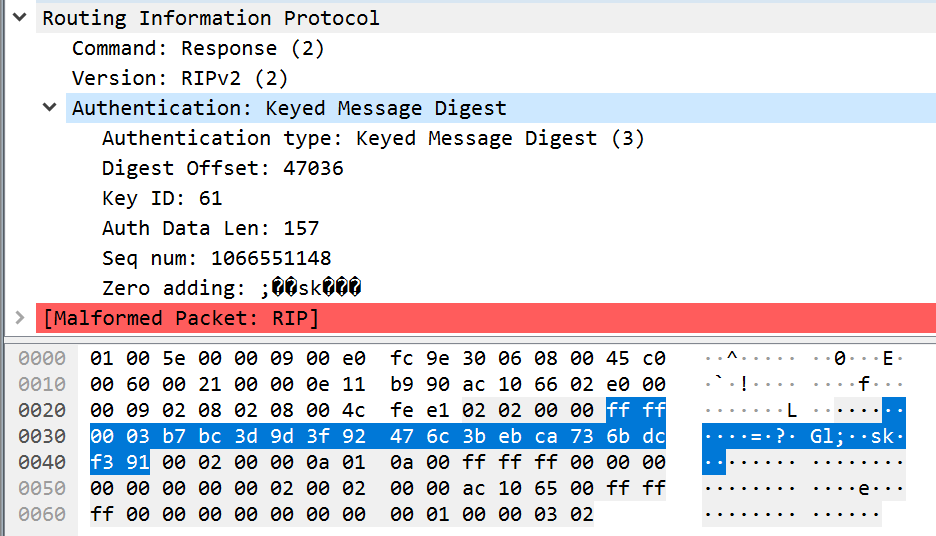 Routing Information Protocol
Command: Response (2)
Version: RIPv2 (2)
Authentication: Keyed Message Digest
Authentication type: Keyed Message Digest (3)
Digest Offset: 47036
Key ID: 61
Auth Data Len: 157
Seq num: 1066551148
Zero adding: ;��sk���
[Malformed Packet: RIP]
0000 01 00 5e 00 00 09 00 e0 fc 9e 30 06 08 00 45 c0 ··^····· ··0···E·
0010 00 60 00 21 00 00 0e 11 b9 90 ac 10 66 02 e0 00 ·`·!···· ····f···
0020 00 09 02 08 02 08 00 4c fe e1 02 02 00 00 ff ff ·······L ········
0030 00 03 b7 bc 3d 9d 3f 92 47 6c 3b eb ca 73 6b dc ····=·?· Gl;··sk·
0040 f3 91 00 02 00 00 0a 01 0a 00 ff ff ff 00 00 00 ········ ········
0050 00 00 00 00 00 02 00 02 00 00 ac 10 65 00 ff ff ········ ····e···
0060 ff 00 00 00 00 00 00 00 00 01 00 00 03 02 ········ ······